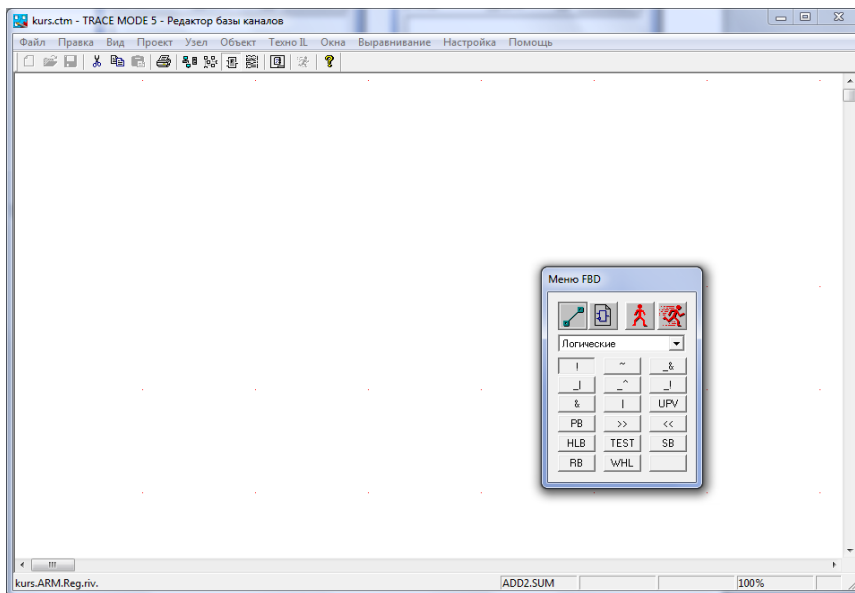 kurs.ctm - TRACE MODE 5 - Редактор базы каналов
Файл Правка Вид Проект Узел Объект Техно IL Окна Выравнивание Настройка Помощь
Меню FBD
Логические
! ~ _&
_| _^ _!
& | UPV
PB >> <<
HLB TEST SB
RB WHL
kurs.ARM.Reg.riv. ADD2.SUM 100%